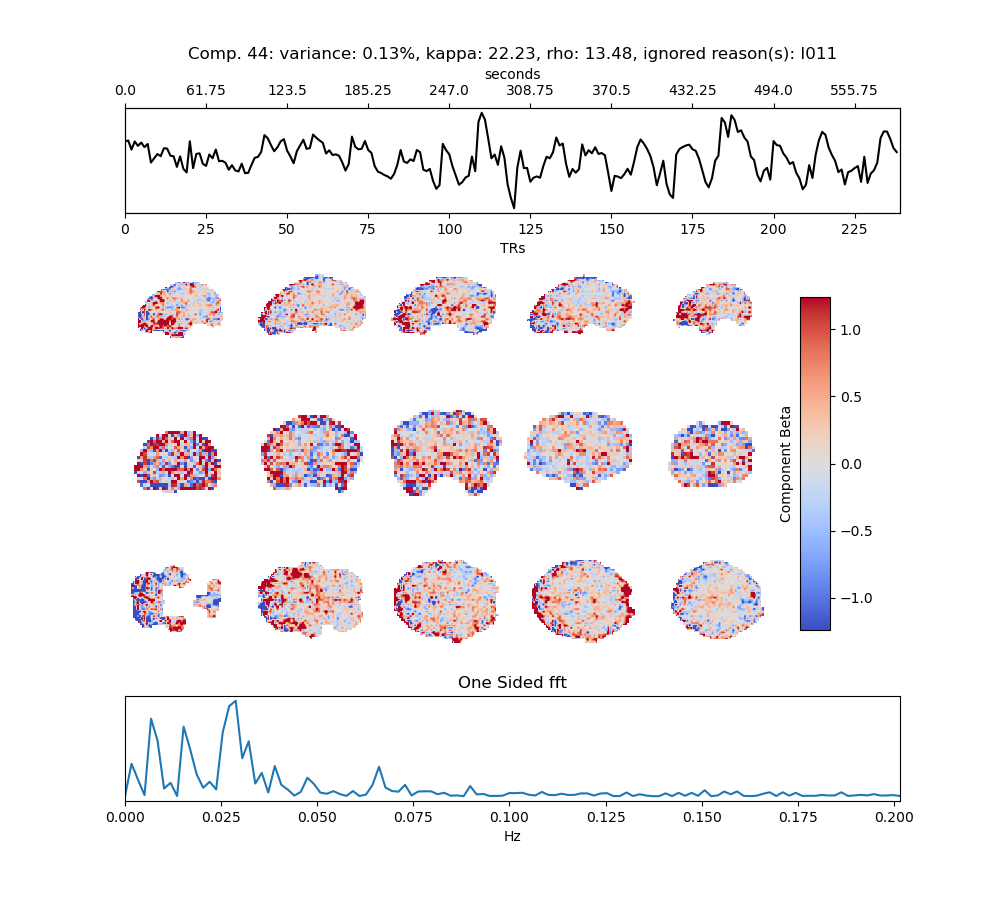 Comp. 44: variance: 0.13%, kappa: 22.23, rho: 13.48, ignored reason(s): I011
seconds
0.0 61.75 123.5 185.25 247.0 308.75 370.5 432.25 494.0 555.75
0 25 50 75 100 125 150 175 200 225
TRs
1.0
0.5
0.0
−0.5
−1.0
Component Beta
One Sided fft
0.000 0.025 0.050 0.075 0.100 0.125 0.150 0.175 0.200
Hz